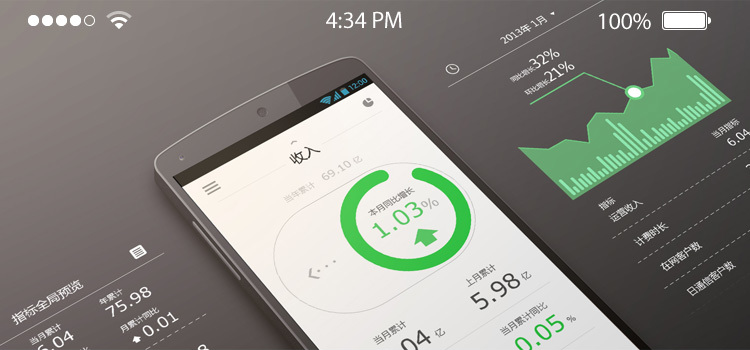 4:34 PM
100%
2013年 1月
同比增长32%
环比增长21%
12:00
收入
当年累计 69.10 亿
本月同比增长
1.03%
当月指标
6.04
指标
运营收入
计费时长
在网客户数
日通信客户数
指标全局预览
当月累计
6.04
年累计
75.98
月累计同比
0.01
上月累计
5.98 亿
当月累计
04 亿
当月累计同比
0.05 %